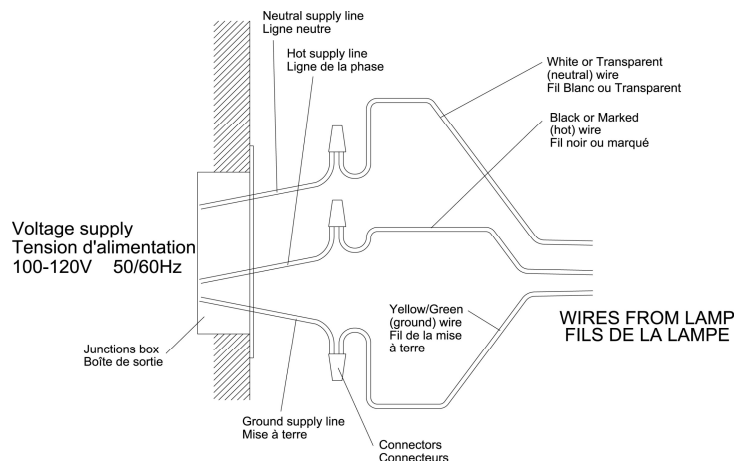 Neutral supply line
Ligne neutre
Hot supply line
Ligne de la phase
White or Transparent
(neutral) wire
Fil Blanc ou Transparent
Black or Marked
(hot) wire
Fil noir ou marqué
Voltage supply
Tension d'alimentation
100-120V 50/60Hz
Yellow/Green
(ground) wire
Fil de la mise
à terre
WIRES FROM LAMP
FILS DE LA LAMPE
Junctions box
Boîte de sortie
Ground supply line
Mise à terre
Connectors
Connecteurs